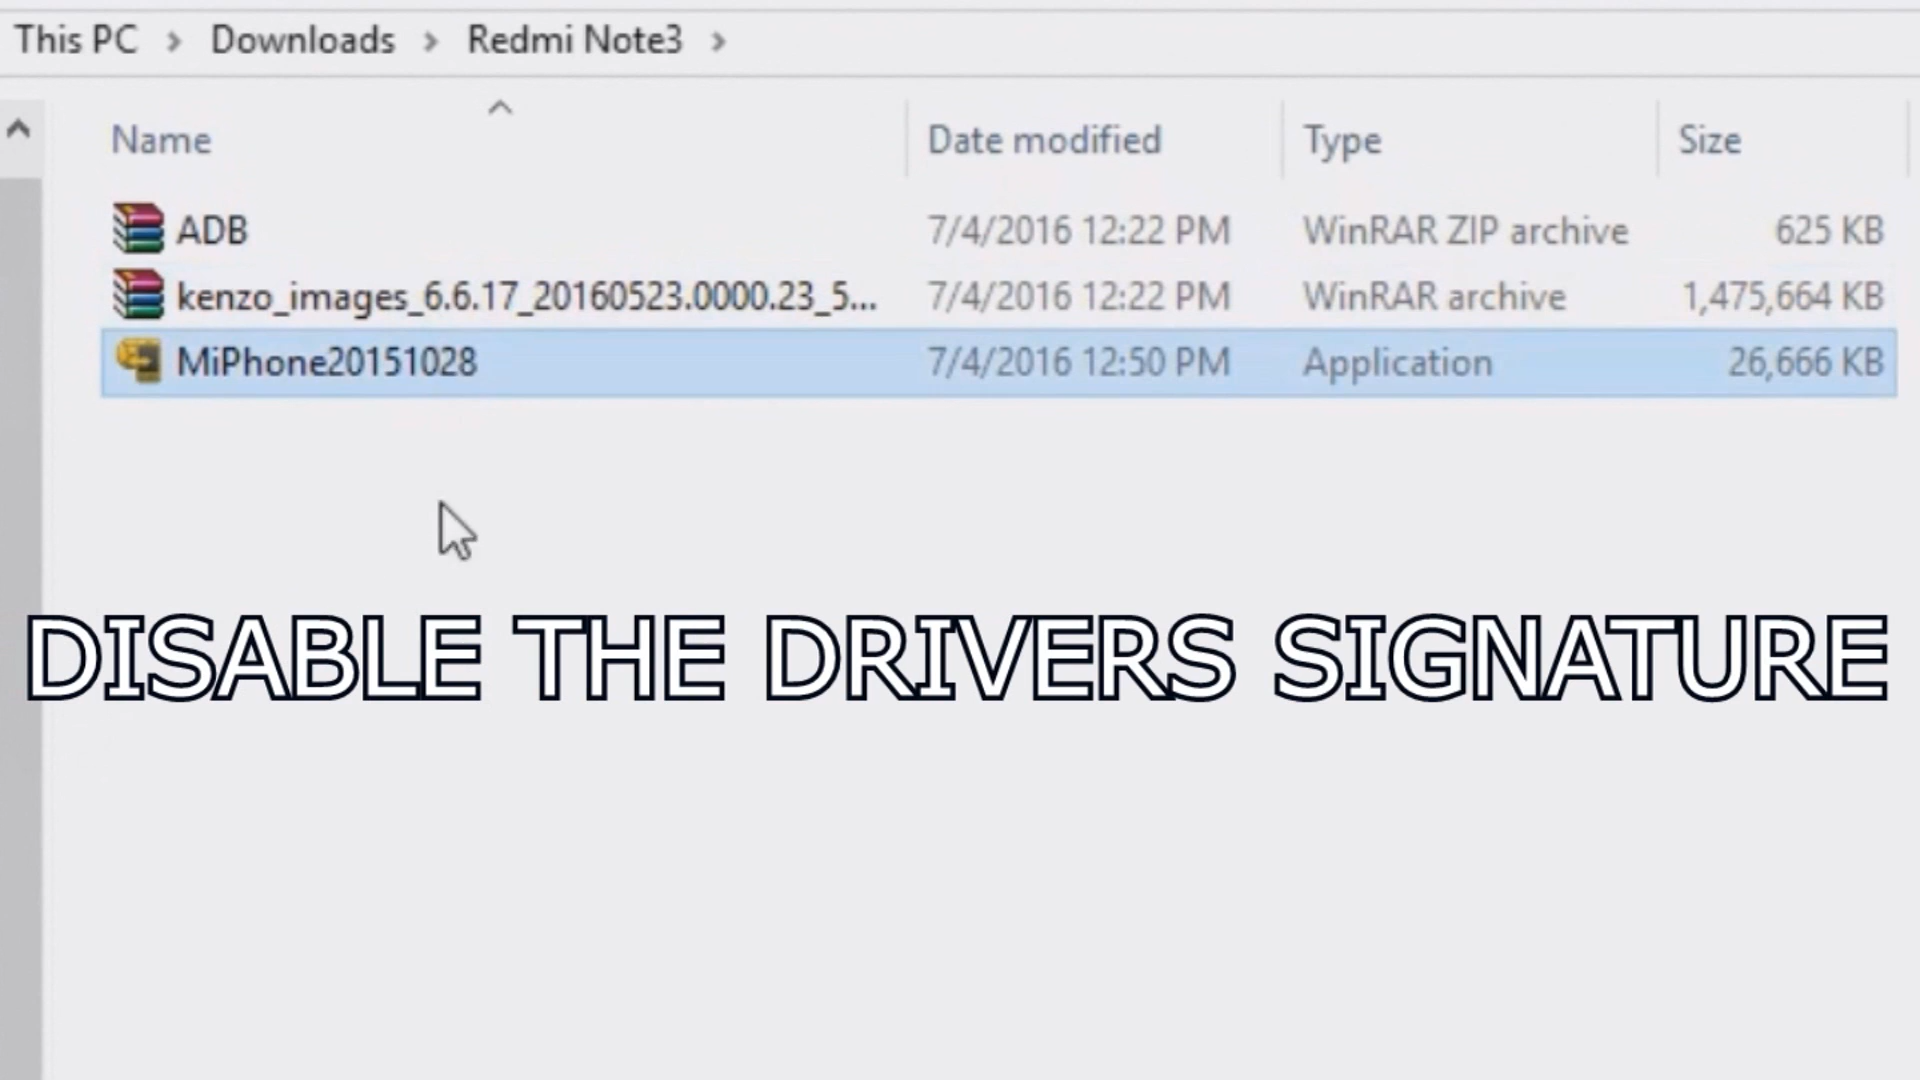 This PC > Downloads > Redmi Note3 >
Name Date modified Type Size
ADB 7/4/2016 12:22 PM WinRAR ZIP archive 625 KB
kenzo_images_6.6.17_20160523.0000.23_5... 7/4/2016 12:22 PM WinRAR archive 1,475,664 KB
MiPhone20151028 7/4/2016 12:50 PM Application 26,666 KB
DISABLE THE DRIVERS SIGNATURE